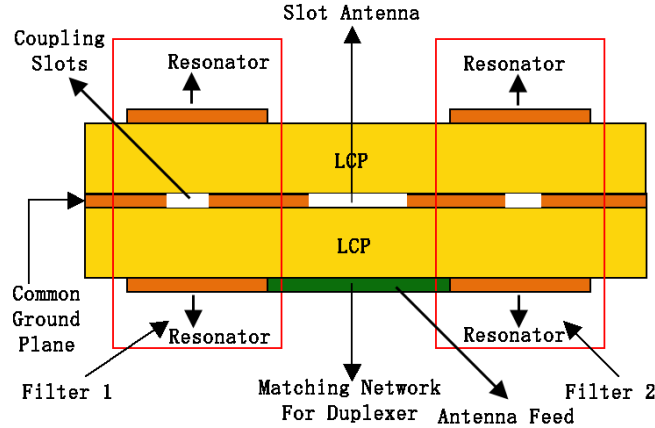 Slot Antenna
Coupling
Slots
Resonator
Resonator
LCP
LCP
Common
Ground
Plane
Resonator
Resonator
Filter 1
Matching Network
For Duplexer
Antenna Feed
Filter 2